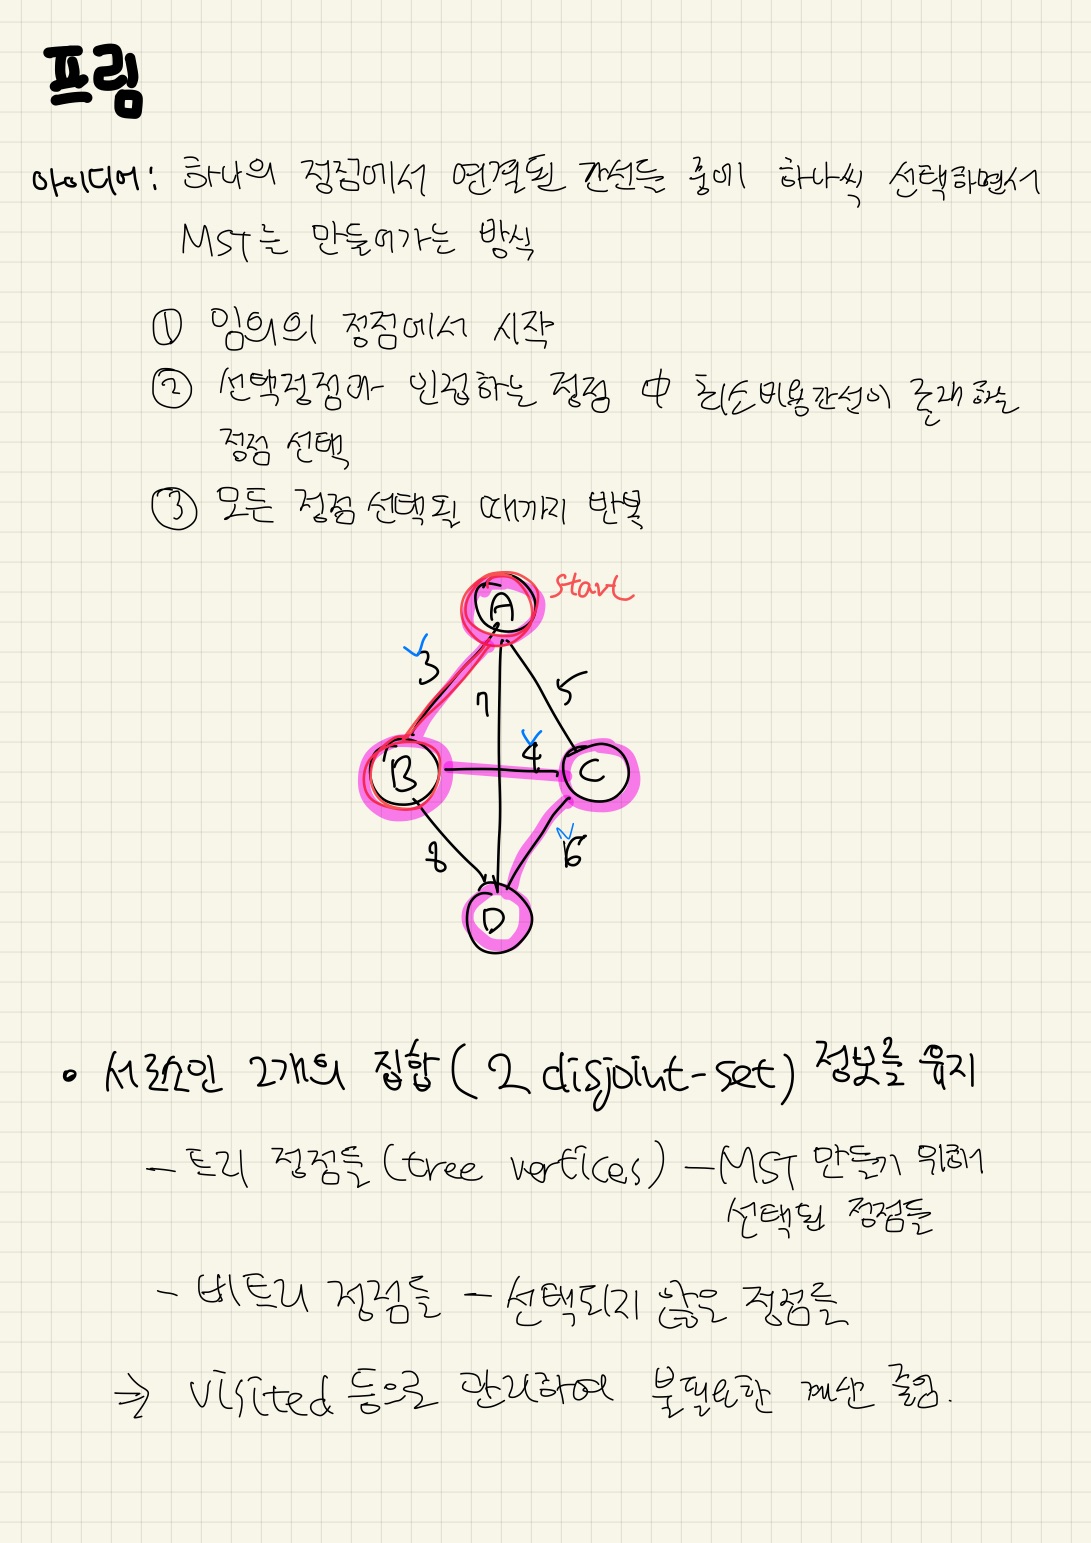 프림
아이디어: 하나의 정점에서 연결된 간선들 중에 하나씩 선택하면서
MST를 만들어가는 방식
① 임의의 정점에서 시작
② 선택정점과 인접하는 정점 中 최소비용간선이 존재하는
정점 선택
③ 모든 정점 선택될 때까지 반복
A start
3
7
5
B
4
C
8
6
D
• 서로소인 2개의 집합(2 disjoint-set) 정보를 유지
- 트리 정점들(tree vertices) - MST 만들기 위해
선택된 정점들
- 비트리 정점들 - 선택되지 않은 정점들
⇒ visited 등으로 관리하여 불필요한 계산 줄임.